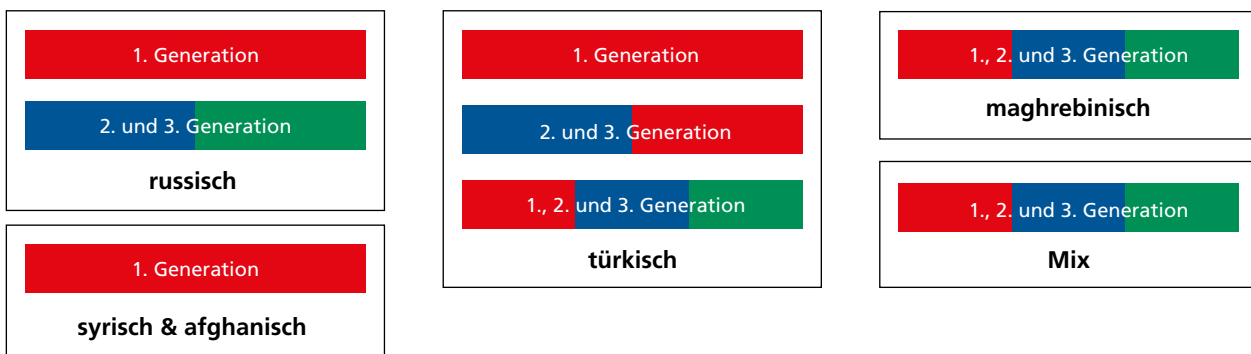 1. Generation
2. und 3. Generation
russisch
1. Generation
syrisch & afghanisch
1. Generation
2. und 3. Generation
1., 2. und 3. Generation
türkisch
1., 2. und 3. Generation
maghrebinisch
1., 2. und 3. Generation
Mix